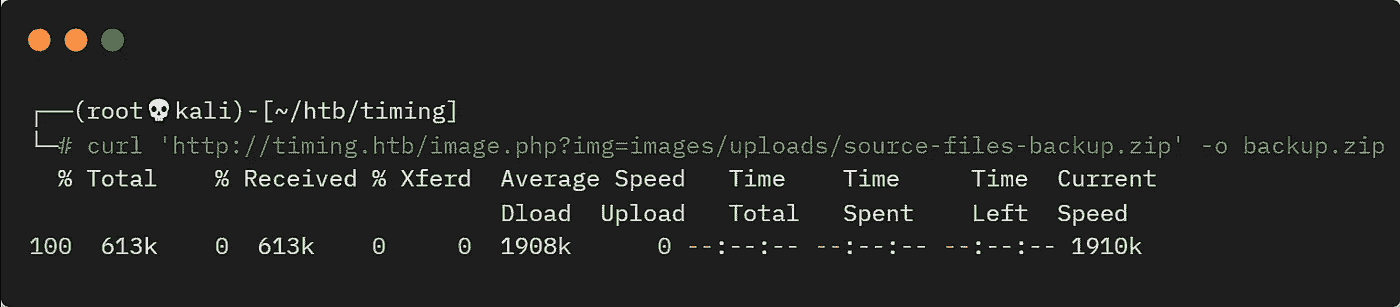 ┌──(root💀kali)-[~/htb/timing]
└─# curl 'http://timing.htb/image.php?img=images/uploads/source-files-backup.zip' -o backup.zip
  % Total    % Received % Xferd  Average Speed   Time    Time     Time  Current
                                 Dload  Upload   Total   Spent    Left  Speed
100  613k    0  613k    0     0  1908k      0 --:--:-- --:--:-- --:--:-- 1910k